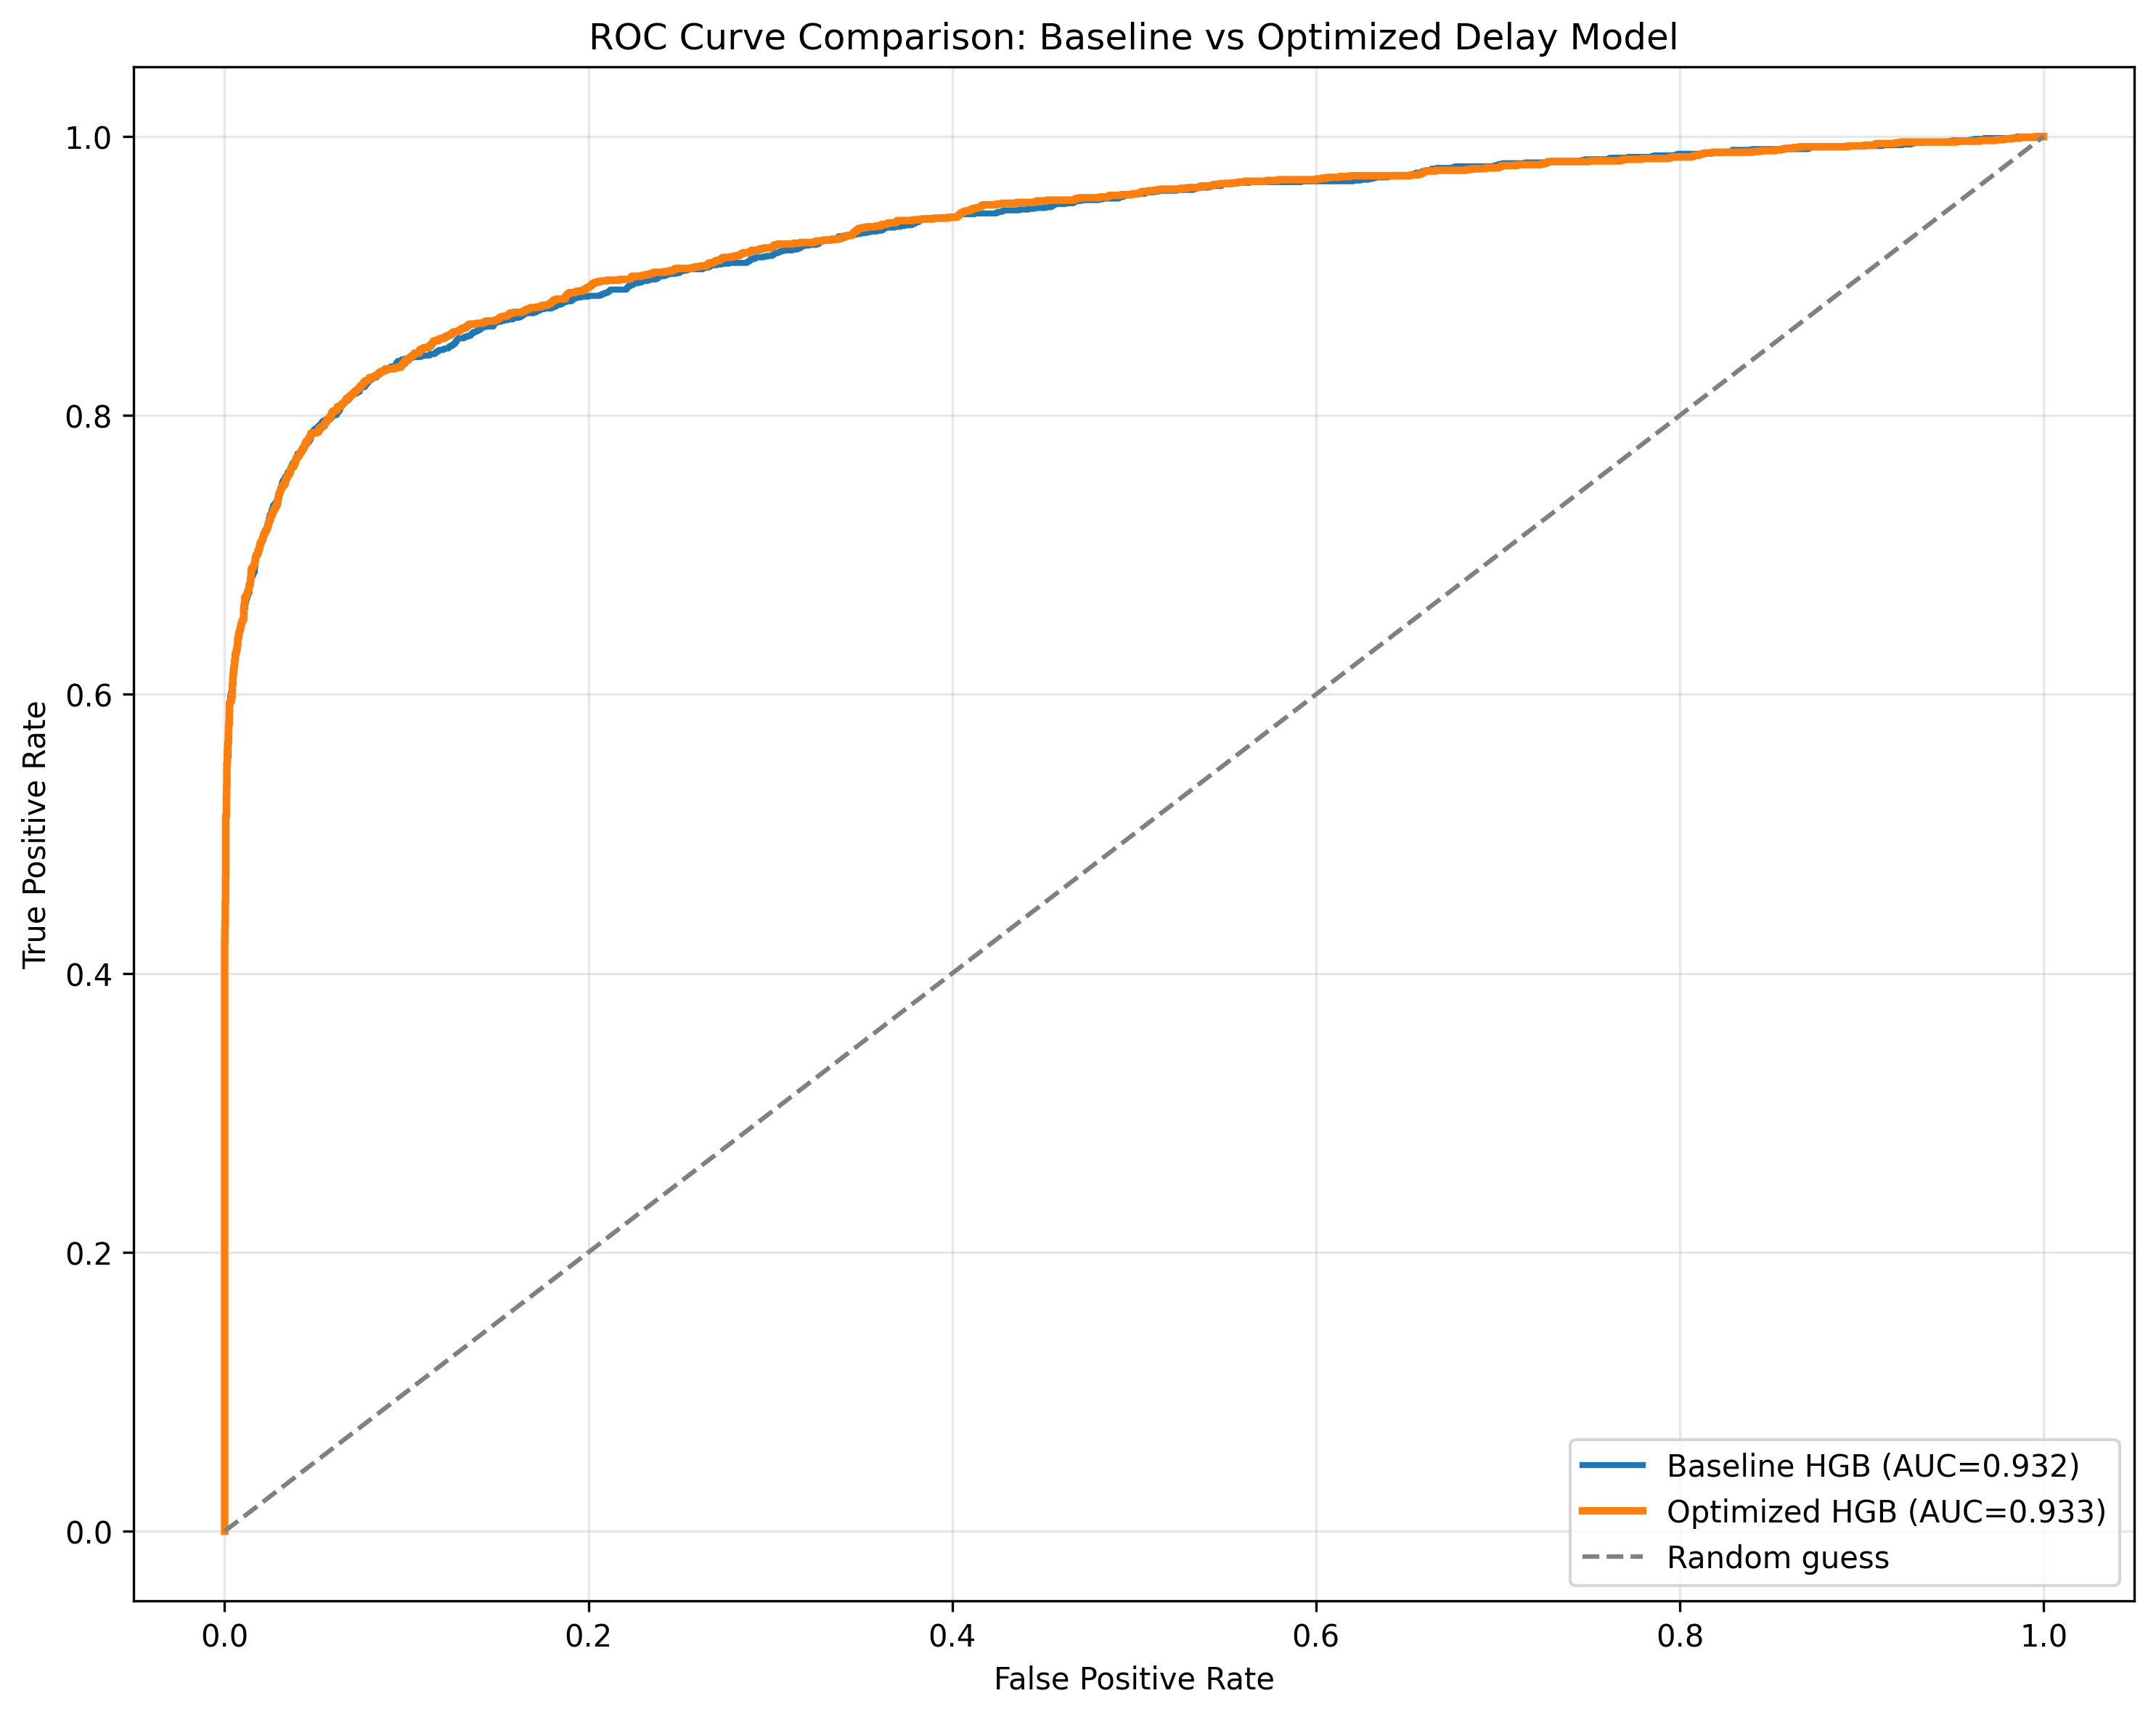 ROC Curve Comparison: Baseline vs Optimized Delay Model
1.0
0.8
0.6
0.4
0.2
0.0
True Positive Rate
0.0 0.2 0.4 0.6 0.8 1.0
False Positive Rate
Baseline HGB (AUC=0.932)
Optimized HGB (AUC=0.933)
Random guess